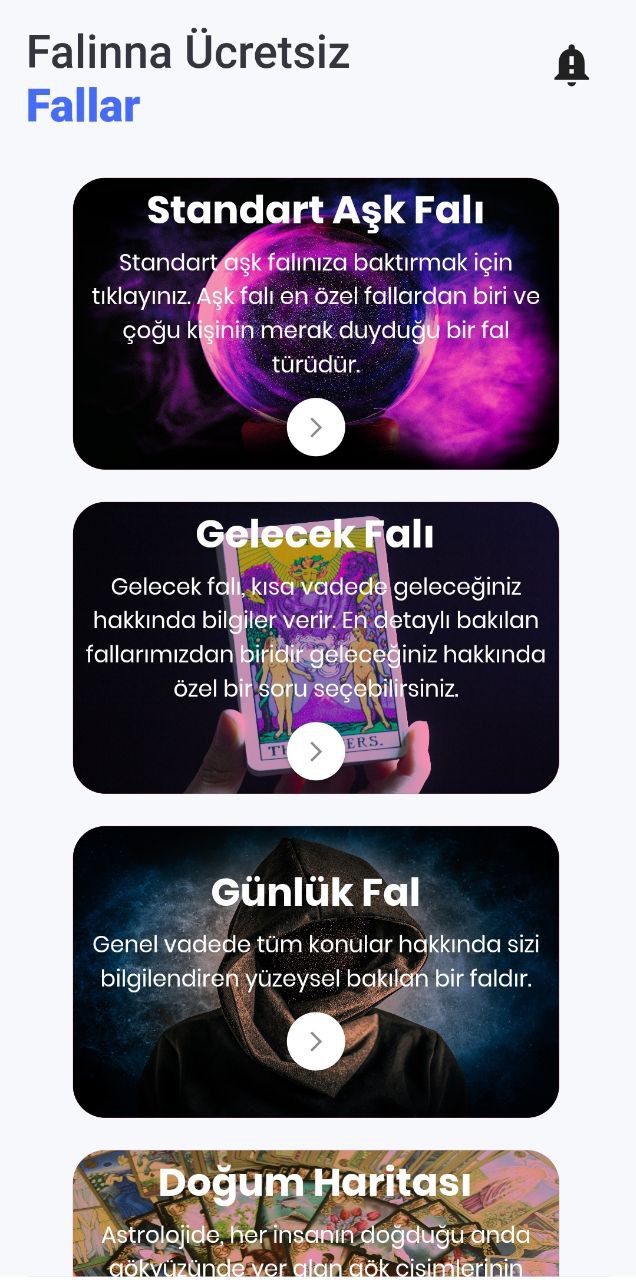 Falinna Ücretsiz
Fallar
Standart Aşk Falı
Standart aşk falınıza baktırmak için
tıklayınız. Aşk falı en özel fallardan biri ve
çoğu kişinin merak duyduğu bir fal
türüdür.
Gelecek Falı
Gelecek falı, kısa vadede geleceğiniz
hakkında bilgiler verir. En detaylı bakılan
fallarımızdan biridir geleceğiniz hakkında
özel bir soru seçebilirsiniz.
Günlük Fal
Genel vadede tüm konular hakkında sizi
bilgilendiren yüzeysel bakılan bir faldır.
Doğum Haritası
Astrolojide, her insanın doğduğu anda
gökyüzünde yer alan gök cisimlerinin